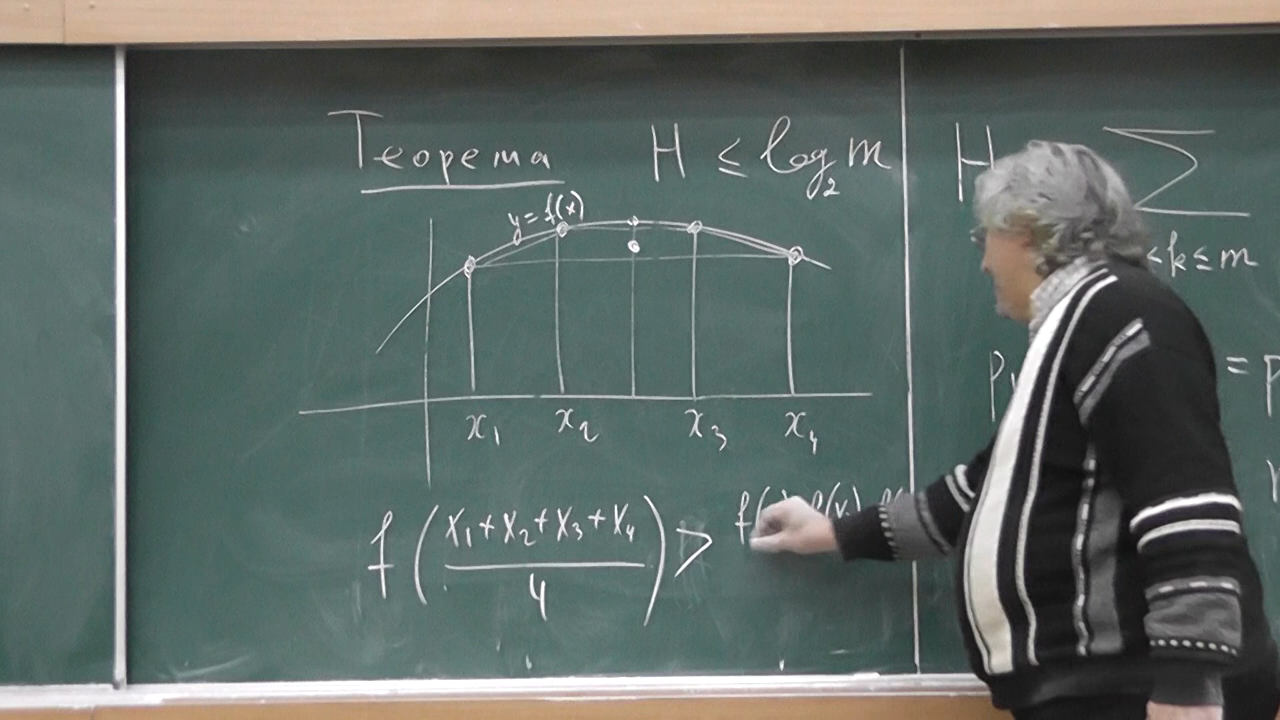 Теорема H ≤ log₂ m H Σ
y = f(x)
<k≤m
= p
x₁ x₂ x₃ x₄
f((x₁+x₂+x₃+x₄)/4) > f(